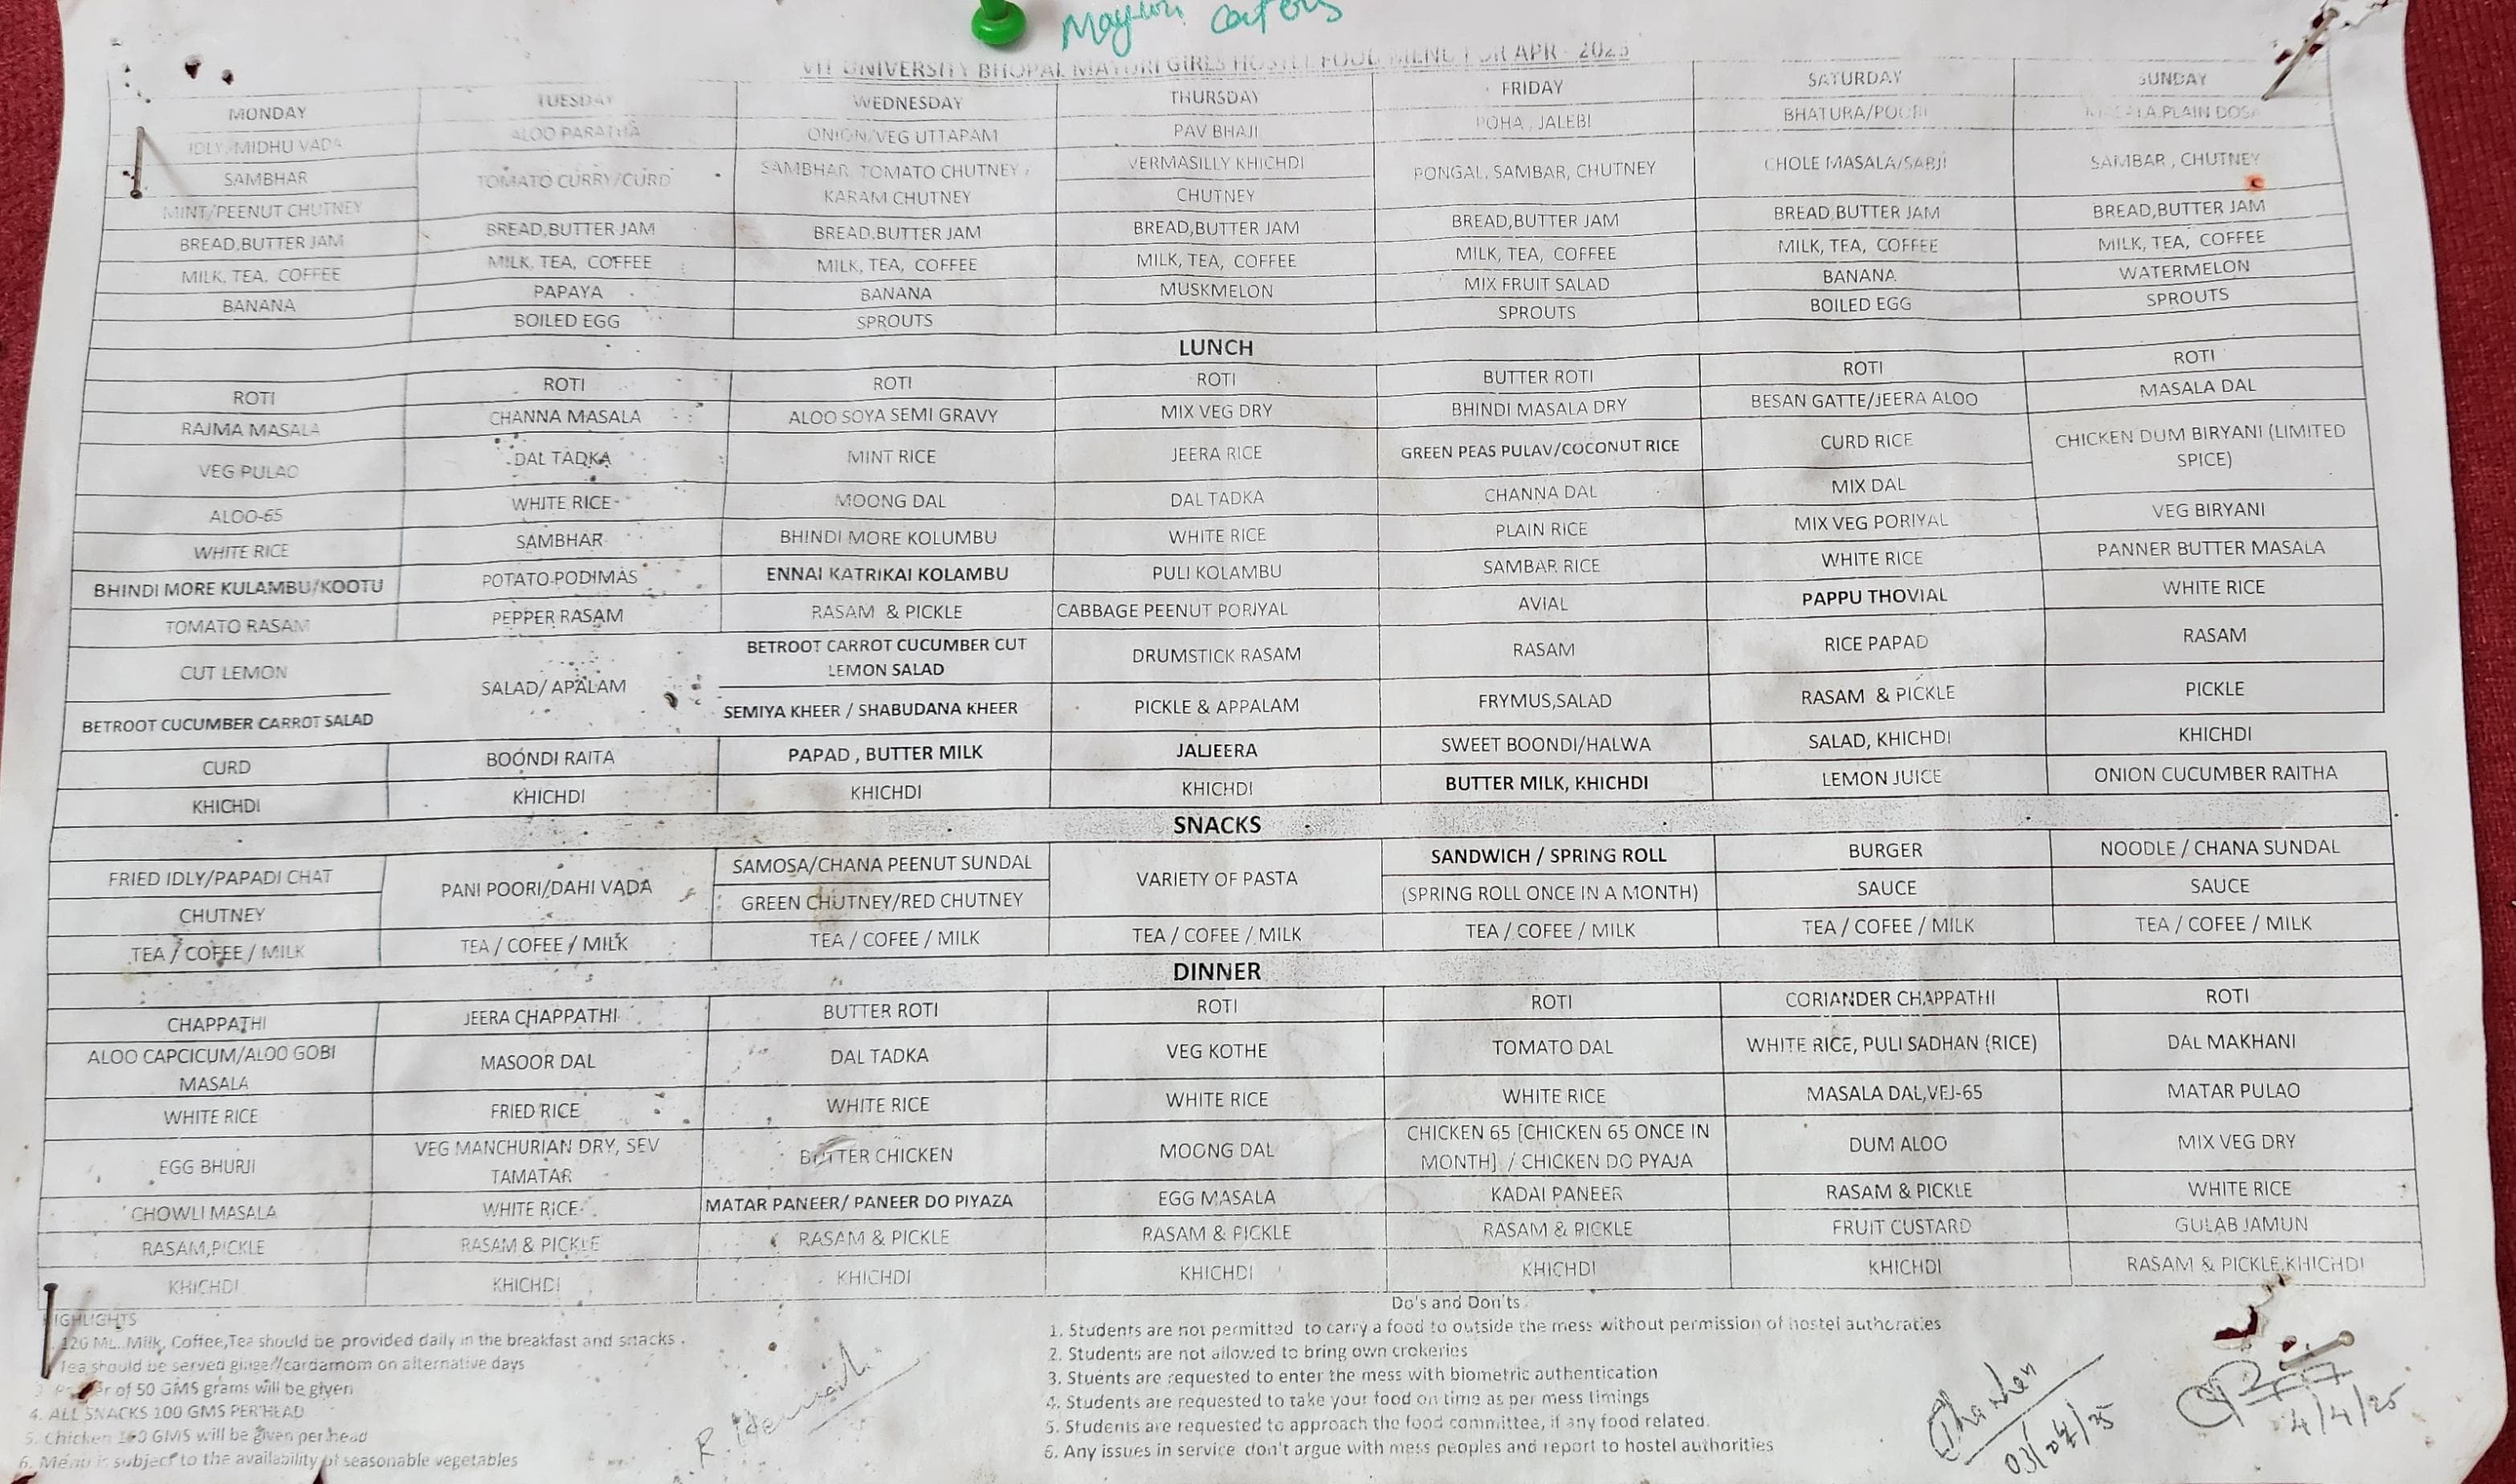 Mayuri Caters
VIT UNIVERSITY BHOPAL MAYURI GIRLS HOSTEL FOOD MENU FOR APR - 2025
MONDAY TUESDAY WEDNESDAY THURSDAY FRIDAY SATURDAY SUNDAY
IDLY/MIDHU VADA ALOO PARATHA ONION/VEG UTTAPAM PAV BHAJI POHA , JALEBI BHATURA/POORI MASALA PLAIN DOSA
SAMBHAR TOMATO CURRY/CURD SAMBHAR TOMATO CHUTNEY / VERMASILLY KHICHDI PONGAL, SAMBAR, CHUTNEY CHOLE MASALA/SABJI SAMBAR , CHUTNEY
MINT/PEENUT CHUTNEY KARAM CHUTNEY CHUTNEY
BREAD,BUTTER JAM BREAD,BUTTER JAM BREAD,BUTTER JAM BREAD,BUTTER JAM BREAD,BUTTER JAM BREAD,BUTTER JAM BREAD,BUTTER JAM
MILK, TEA, COFFEE MILK, TEA, COFFEE MILK, TEA, COFFEE MILK, TEA, COFFEE MILK, TEA, COFFEE MILK, TEA, COFFEE MILK, TEA, COFFEE
BANANA PAPAYA BANANA MUSKMELON MIX FRUIT SALAD BANANA WATERMELON
BOILED EGG SPROUTS SPROUTS BOILED EGG SPROUTS
LUNCH
ROTI ROTI ROTI ROTI BUTTER ROTI ROTI ROTI
RAJMA MASALA CHANNA MASALA ALOO SOYA SEMI GRAVY MIX VEG DRY BHINDI MASALA DRY BESAN GATTE/JEERA ALOO MASALA DAL
VEG PULAO DAL TADKA MINT RICE JEERA RICE GREEN PEAS PULAV/COCONUT RICE CURD RICE CHICKEN DUM BIRYANI (LIMITED
SPICE)
ALOO-65 WHITE RICE MOONG DAL DAL TADKA CHANNA DAL MIX DAL
WHITE RICE SAMBHAR BHINDI MORE KOLUMBU WHITE RICE PLAIN RICE MIX VEG PORIYAL VEG BIRYANI
BHINDI MORE KULAMBU/KOOTU POTATO PODIMAS ENNAI KATRIKAI KOLAMBU PULI KOLAMBU SAMBAR RICE WHITE RICE PANNER BUTTER MASALA
TOMATO RASAM PEPPER RASAM RASAM & PICKLE CABBAGE PEENUT PORIYAL AVIAL PAPPU THOVIAL WHITE RICE
CUT LEMON SALAD/ APALAM BETROOT CARROT CUCUMBER CUT DRUMSTICK RASAM RASAM RICE PAPAD RASAM
LEMON SALAD
BETROOT CUCUMBER CARROT SALAD SEMIYA KHEER / SHABUDANA KHEER PICKLE & APPALAM FRYMUS,SALAD RASAM & PICKLE PICKLE
CURD BOONDI RAITA PAPAD , BUTTER MILK JALJEERA SWEET BOONDI/HALWA SALAD, KHICHDI KHICHDI
KHICHDI KHICHDI KHICHDI KHICHDI BUTTER MILK, KHICHDI LEMON JUICE ONION CUCUMBER RAITHA
SNACKS
FRIED IDLY/PAPADI CHAT PANI POORI/DAHI VADA SAMOSA/CHANA PEENUT SUNDAL VARIETY OF PASTA SANDWICH / SPRING ROLL BURGER NOODLE / CHANA SUNDAL
CHUTNEY GREEN CHUTNEY/RED CHUTNEY (SPRING ROLL ONCE IN A MONTH) SAUCE SAUCE
TEA / COFEE / MILK TEA / COFEE / MILK TEA / COFEE / MILK TEA / COFEE / MILK TEA / COFEE / MILK TEA / COFEE / MILK TEA / COFEE / MILK
DINNER
CHAPPATHI JEERA CHAPPATHI BUTTER ROTI ROTI ROTI CORIANDER CHAPPATHI ROTI
ALOO CAPCICUM/ALOO GOBI MASOOR DAL DAL TADKA VEG KOTHE TOMATO DAL WHITE RICE, PULI SADHAN (RICE) DAL MAKHANI
MASALA
WHITE RICE FRIED RICE WHITE RICE WHITE RICE WHITE RICE MASALA DAL,VEJ-65 MATAR PULAO
EGG BHURJI VEG MANCHURIAN DRY, SEV BUTTER CHICKEN MOONG DAL CHICKEN 65 [CHICKEN 65 ONCE IN DUM ALOO MIX VEG DRY
TAMATAR MONTH] / CHICKEN DO PYAJA
CHOWLI MASALA WHITE RICE MATAR PANEER/ PANEER DO PIYAZA EGG MASALA KADAI PANEER RASAM & PICKLE WHITE RICE
RASAM,PICKLE RASAM & PICKLE RASAM & PICKLE RASAM & PICKLE RASAM & PICKLE FRUIT CUSTARD GULAB JAMUN
KHICHDI KHICHDI KHICHDI KHICHDI KHICHDI KHICHDI RASAM & PICKLE,KHICHDI
HIGHLIGHTS
120 ML. Milk, Coffee,Tea should be provided daily in the breakfast and snacks .
Tea should be served ginger/cardamom on alternative days
3. of 50 GMS grams will be given
4. ALL SNACKS 100 GMS PER HEAD
5. Chicken GMS will be given per head
6. Menu is subject to the availability of seasonable vegetables
Do's and Don'ts
1. Students are not permitted to carry a food to outside the mess without permission of hostel authoraties
2. Students are not allowed to bring own crokeries
3. Stuents are requested to enter the mess with biometric authentication
4. Students are requested to take your food on time as per mess timings
5. Students are requested to approach the food committee, if any food related.
6. Any issues in service don't argue with mess peoples and report to hostel authorities
03/04/25
4/4/25